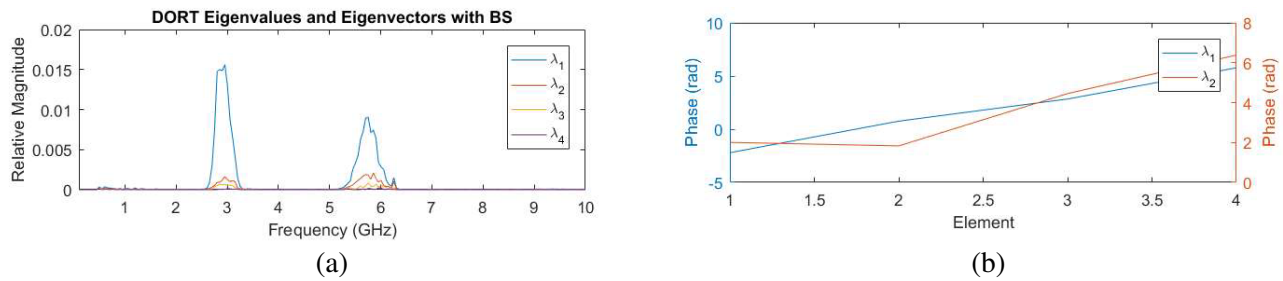 DORT Eigenvalues and Eigenvectors with BS
Relative Magnitude
0.02
0.015
0.01
0.005
0
1 2 3 4 5 6 7 8 9 10
Frequency (GHz)
λ1
λ2
λ3
λ4
(a)
Phase (rad)
10
5
0
-5
1 1.5 2 2.5 3 3.5 4
Element
λ1
λ2
8
6
4
2
0
Phase (rad)
(b)